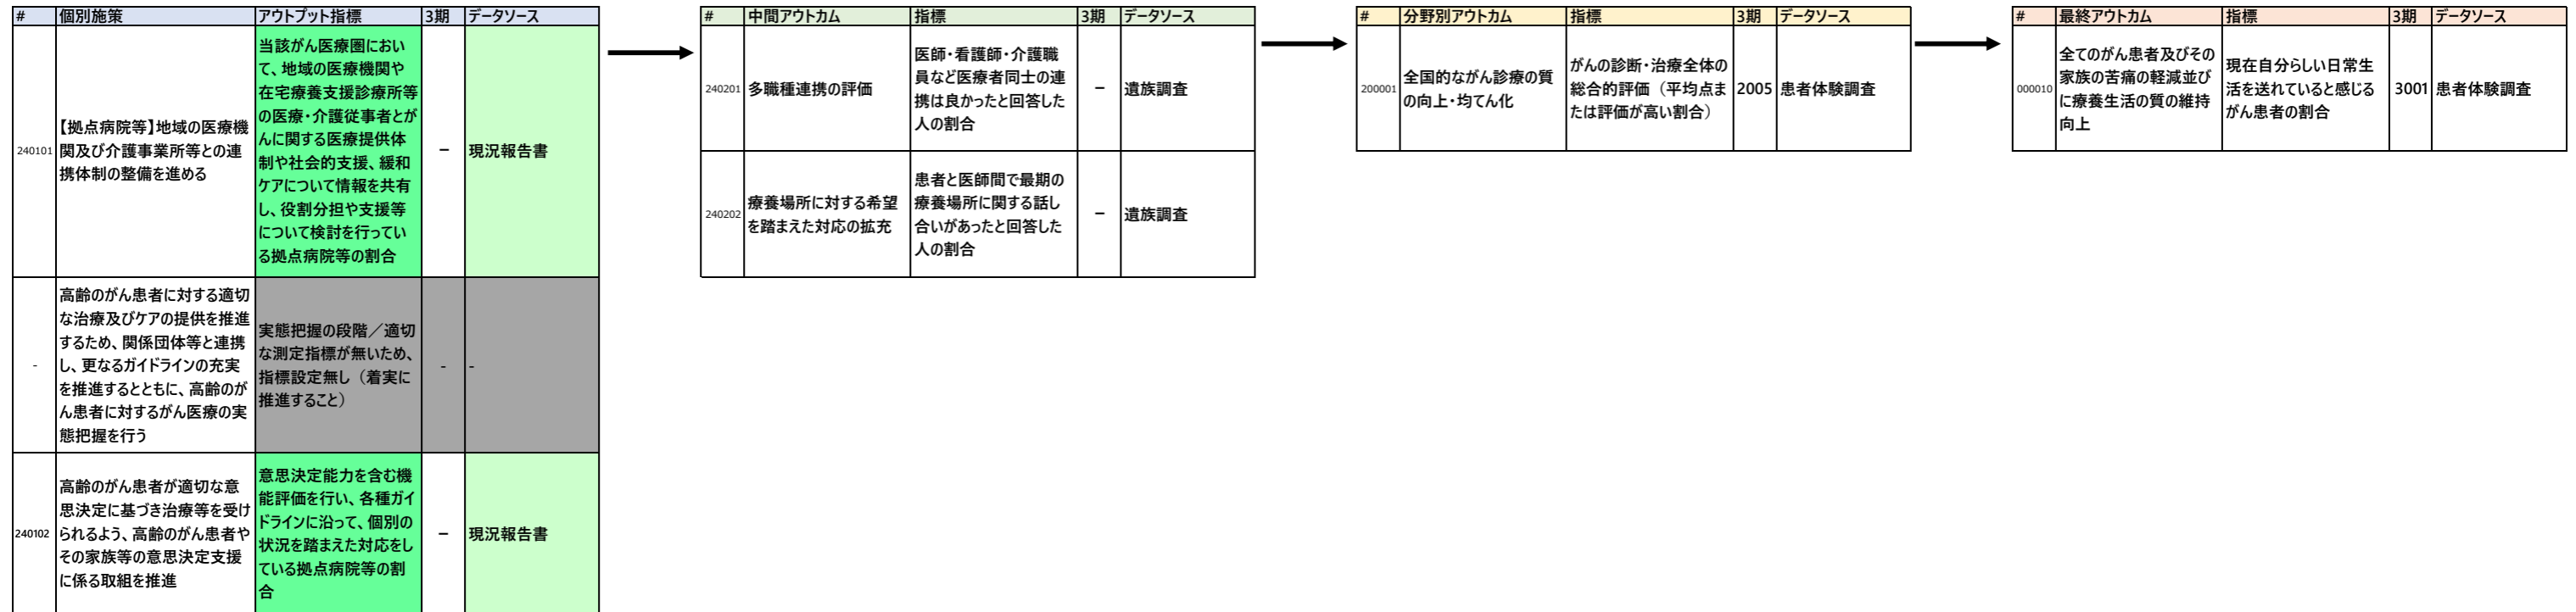 # 個別施策 アウトプット指標 3期 データソース
240101
【拠点病院等】地域の医療機
関及び介護事業所等との連
携体制の整備を進める
当該がん医療圏におい
て、地域の医療機関や
在宅療養支援診療所等
の医療・介護従事者とが
んに関する医療提供体
制や社会的支援、緩和
ケアについて情報を共有
し、役割分担や支援等
について検討を行ってい
る拠点病院等の割合
－
現況報告書
-
高齢のがん患者に対する適切
な治療及びケアの提供を推進
するため、関係団体等と連携
し、更なるガイドラインの充実
を推進するとともに、高齢のが
ん患者に対するがん医療の実
態把握を行う
実態把握の段階／適切
な測定指標が無いため、
指標設定無し（着実に
推進すること）
-
-
240102
高齢のがん患者が適切な意
思決定に基づき治療等を受け
られるよう、高齢のがん患者や
その家族等の意思決定支援
に係る取組を推進
意思決定能力を含む機
能評価を行い、各種ガイ
ドラインに沿って、個別の
状況を踏まえた対応をし
ている拠点病院等の割
合
－
現況報告書
# 中間アウトカム 指標 3期 データソース
240201
多職種連携の評価
医師・看護師・介護職
員など医療者同士の連
携は良かったと回答した
人の割合
－
遺族調査
240202
療養場所に対する希望
を踏まえた対応の拡充
患者と医師間で最期の
療養場所に関する話し
合いがあったと回答した
人の割合
－
遺族調査
# 分野別アウトカム 指標 3期 データソース
200001
全国的ながん診療の質
の向上・均てん化
がんの診断・治療全体の
総合的評価（平均点ま
たは評価が高い割合）
2005
患者体験調査
# 最終アウトカム 指標 3期 データソース
000010
全てのがん患者及びその
家族の苦痛の軽減並び
に療養生活の質の維持
向上
現在自分らしい日常生
活を送れていると感じる
がん患者の割合
3001
患者体験調査